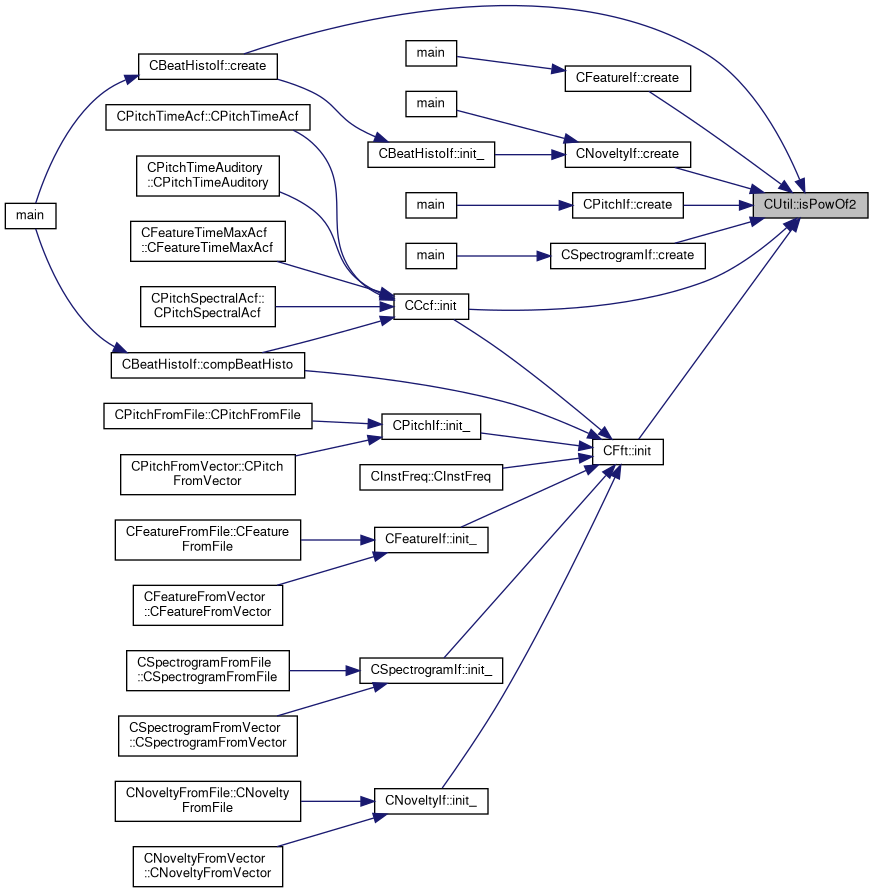 main
CBeatHistoIf::create
CFeatureIf::create
main
CPitchTimeAcf::CPitchTimeAcf
CBeatHistoIf::init_
CNoveltyIf::create
CPitchTimeAuditory
::CPitchTimeAuditory
main
main
CPitchIf::create
CUtil::isPowOf2
CFeatureTimeMaxAcf
::CFeatureTimeMaxAcf
main
CSpectrogramIf::create
CPitchSpectralAcf::
CPitchSpectralAcf
CCcf::init
CBeatHistoIf::compBeatHisto
CPitchFromFile::CPitchFromFile
CPitchIf::init_
CFft::init
CPitchFromVector::CPitch
FromVector
CInstFreq::CInstFreq
CFeatureFromFile::CFeature
FromFile
CFeatureIf::init_
CFeatureFromVector
::CFeatureFromVector
CSpectrogramFromFile
::CSpectrogramFromFile
CSpectrogramIf::init_
CSpectrogramFromVector
::CSpectrogramFromVector
CNoveltyFromFile::CNovelty
FromFile
CNoveltyIf::init_
CNoveltyFromVector
::CNoveltyFromVector